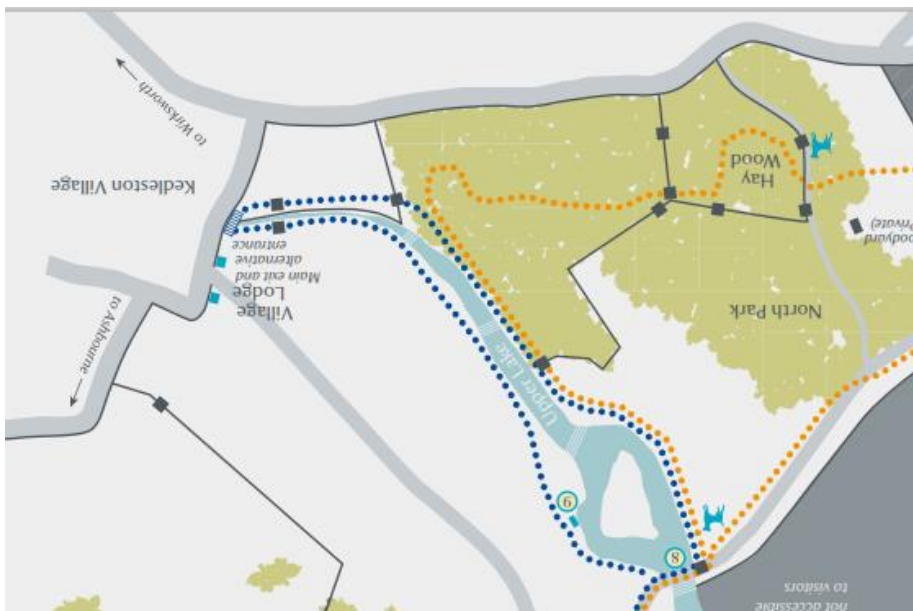 not accessible
to visitors
8
6
Upper Lake
to Ashbourne
North Park
Village
Lodge
Main exit and
alternative
entrance
oodyard
Private)
Hay
Wood
Kedleston Village
to Wirksworth